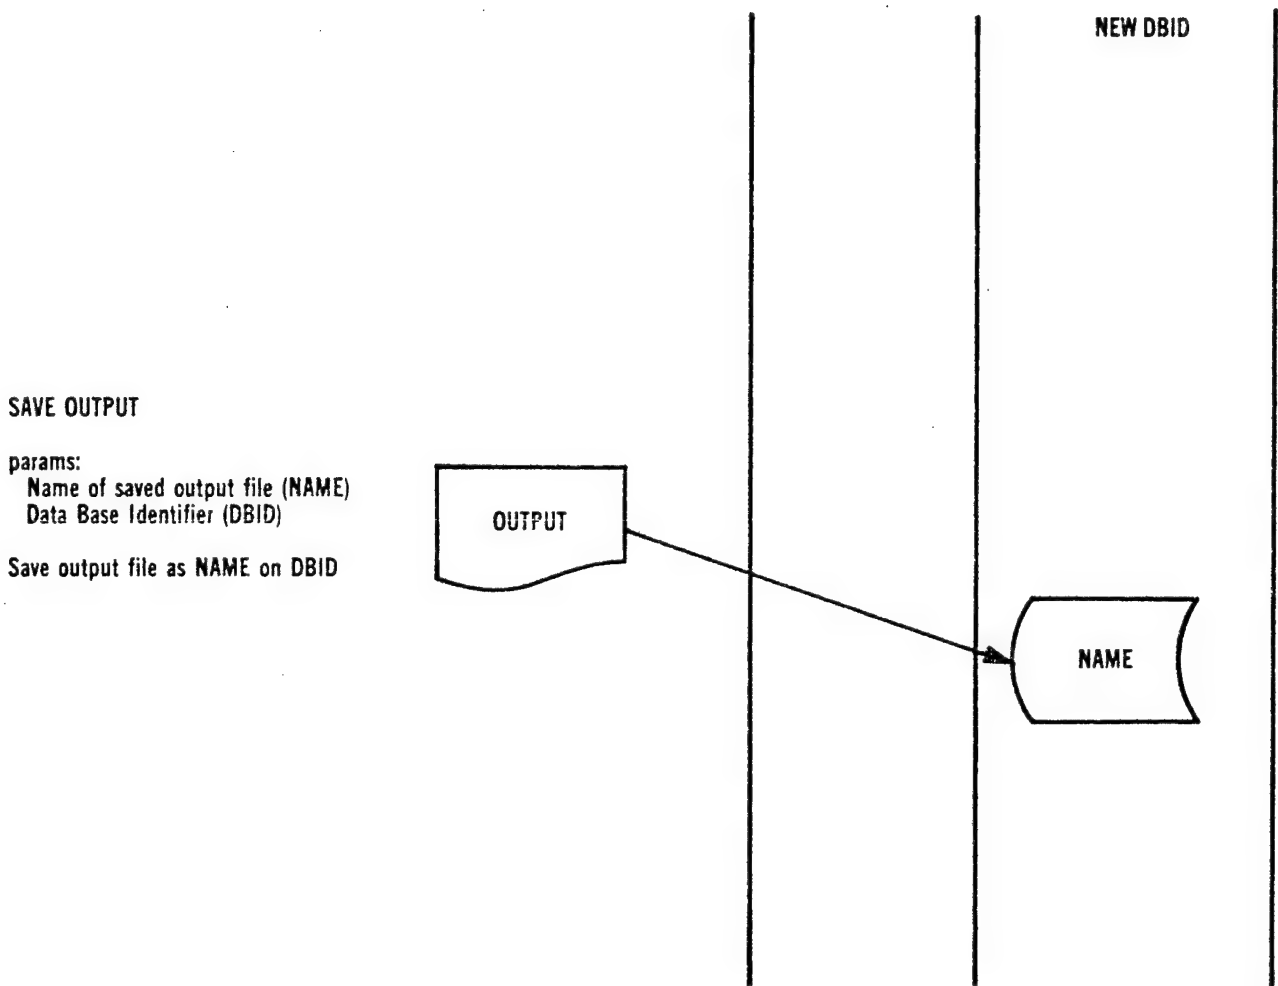 NEW DBID
SAVE OUTPUT
params:
Name of saved output file (NAME)
Data Base Identifier (DBID)
Save output file as NAME on DBID
OUTPUT
NAME